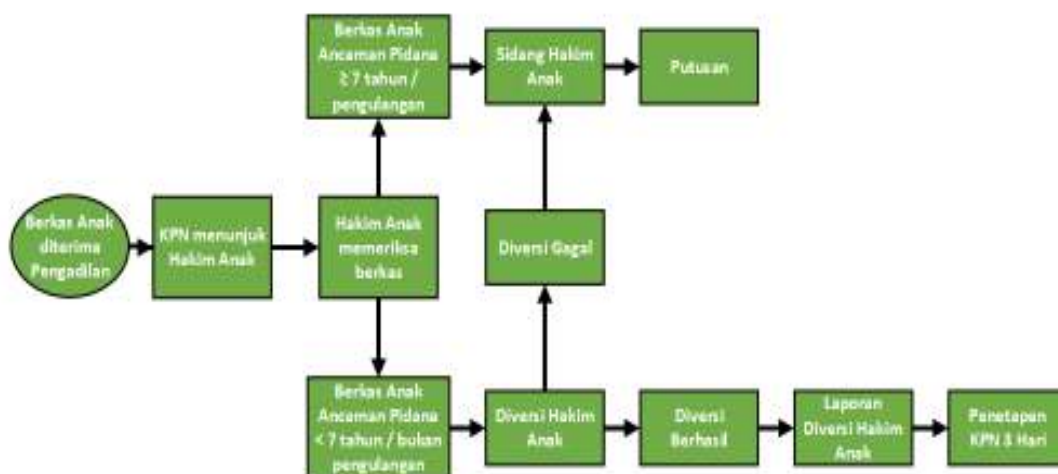 Berkas Anak
diterima
Pengadilan
KPN menunjuk
Hakim Anak
Hakim Anak
memeriksa
berkas
Berkas Anak
Ancaman Pidana
≥ 7 tahun /
pengulangan
Sidang Hakim
Anak
Putusan
Diversi Gagal
Berkas Anak
Ancaman Pidana
< 7 tahun / bukan
pengulangan
Diversi Hakim
Anak
Diversi
Berhasil
Laporan
Diversi Hakim
Anak
Penetapan
KPN 3 Hari